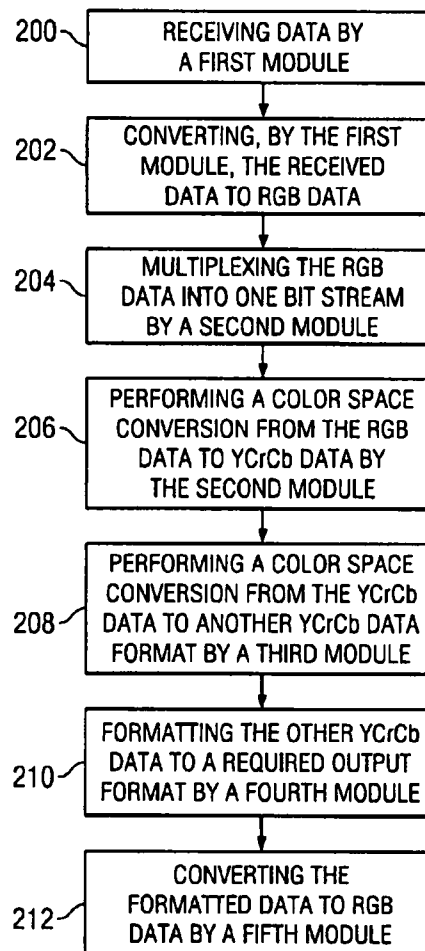 200
RECEIVING DATA BY
A FIRST MODULE
202
CONVERTING, BY THE FIRST
MODULE, THE RECEIVED
DATA TO RGB DATA
204
MULTIPLEXING THE RGB
DATA INTO ONE BIT STREAM
BY A SECOND MODULE
206
PERFORMING A COLOR SPACE
CONVERSION FROM THE RGB
DATA TO YCrCb DATA BY
THE SECOND MODULE
208
PERFORMING A COLOR SPACE
CONVERSION FROM THE YCrCb
DATA TO ANOTHER YCrCb DATA
FORMAT BY A THIRD MODULE
210
FORMATTING THE OTHER YCrCb
DATA TO A REQUIRED OUTPUT
FORMAT BY A FOURTH MODULE
212
CONVERTING THE
FORMATTED DATA TO RGB
DATA BY A FIFTH MODULE